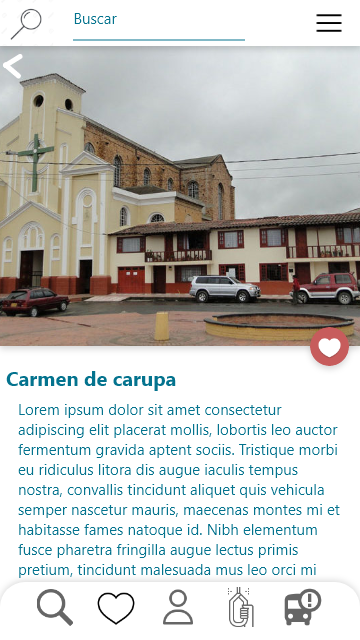 Buscar
Carmen de carupa
Lorem ipsum dolor sit amet consectetur
adipiscing elit placerat mollis, lobortis leo auctor
fermentum gravida aptent sociis. Tristique morbi
eu ridiculus litora dis augue iaculis tempus
nostra, convallis tincidunt aliquet quis vehicula
semper nascetur mauris, maecenas montes mi et
habitasse fames natoque id. Nibh elementum
fusce pharetra fringilla augue lectus primis
pretium, tincidunt malesuada mus leo orci mi